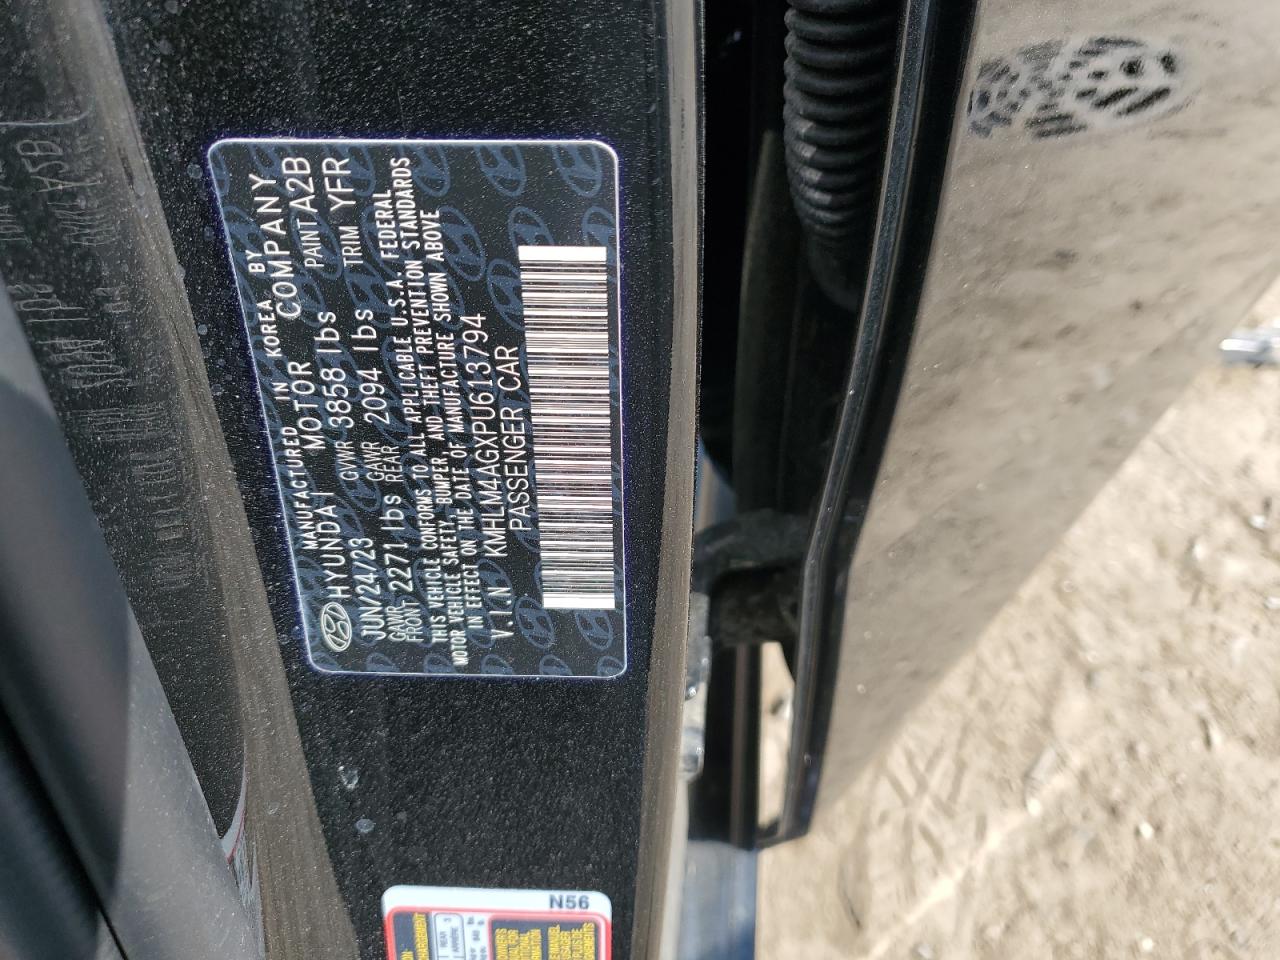 MANUFACTURED IN KOREA BY
HYUNDAI MOTOR COMPANY
JUN/24/23 GVWR 3858 lbs PAINT A2B
GAWR FRONT 2271 lbs GAWR REAR 2094 lbs TRIM YFR
THIS VEHICLE CONFORMS TO ALL APPLICABLE U.S.A. FEDERAL
MOTOR VEHICLE SAFETY, BUMPER, AND THEFT PREVENTION STANDARDS
IN EFFECT ON THE DATE OF MANUFACTURE SHOWN ABOVE
V.I.N KMHLM4AGXPU613794
PASSENGER CAR
N56
REAR 3